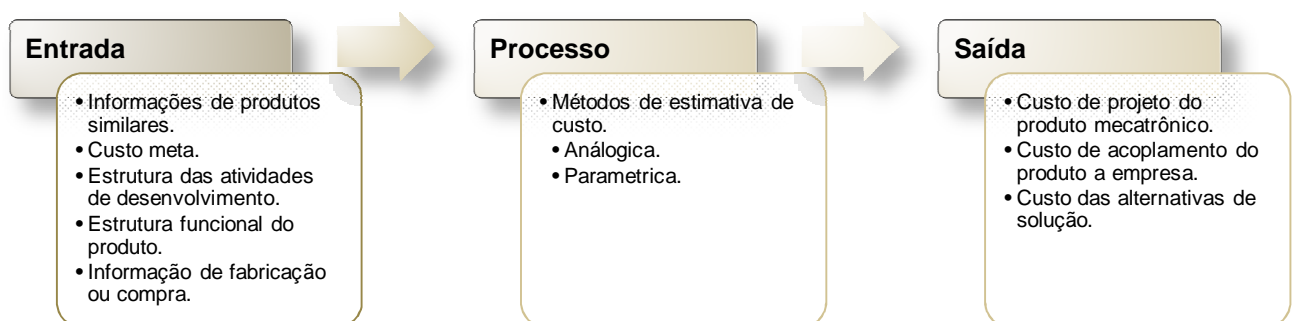 Entrada
• Informações de produtos
similares.
• Custo meta.
• Estrutura das atividades
de desenvolvimento.
• Estrutura funcional do
produto.
• Informação de fabricação
ou compra.
Processo
• Métodos de estimativa de
custo.
• Análogica.
• Parametrica.
Saída
• Custo de projeto do
produto mecatrônico.
• Custo de acoplamento do
produto a empresa.
• Custo das alternativas de
solução.